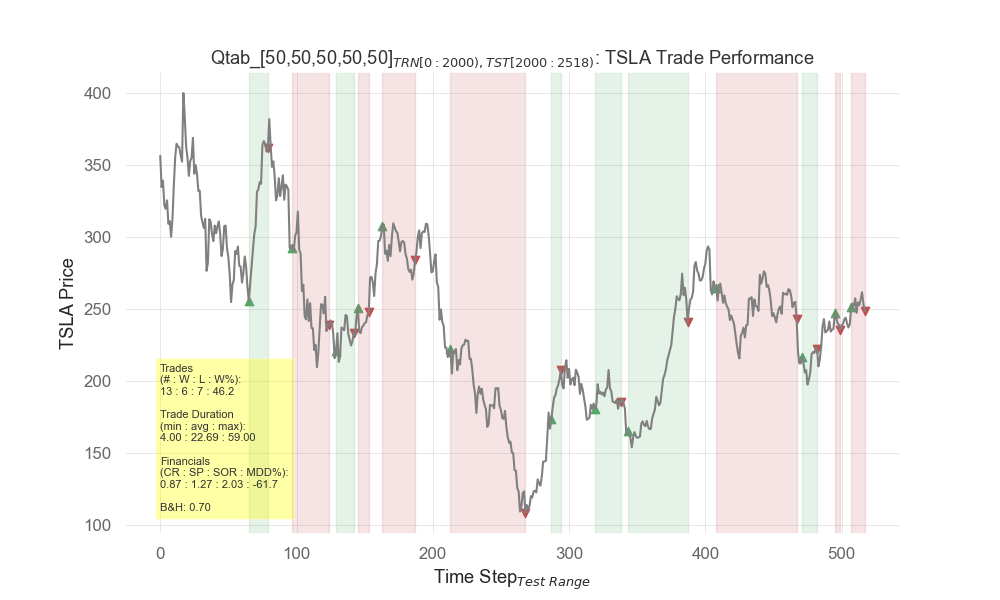 Qtab_[50,50,50,50,50]TRN[0 : 2000), TST[2000 : 2518): TSLA Trade Performance
TSLA Price
400
350
300
250
200
150
100
Trades
(# : W : L : W%):
13 : 6 : 7 : 46.2
Trade Duration
(min : avg : max):
4.00 : 22.69 : 59.00
Financials
(CR : SP : SOR : MDD%):
0.87 : 1.27 : 2.03 : -61.7
B&H: 0.70
0 100 200 300 400 500
Time StepTest Range